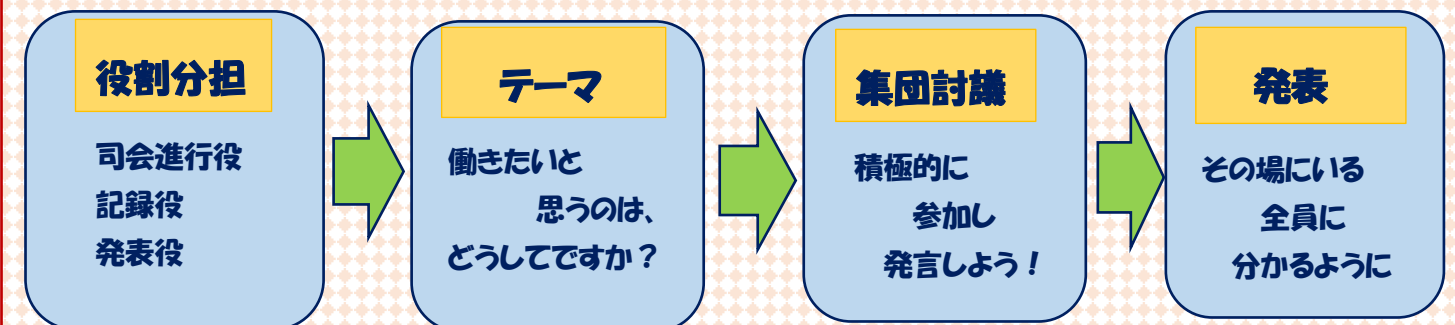 役割分担
司会進行役
記録役
発表役
テーマ
働きたいと
思うのは、
どうしてですか？
集団討議
積極的に
参加し
発言しよう！
発表
その場にいる
全員に
分かるように